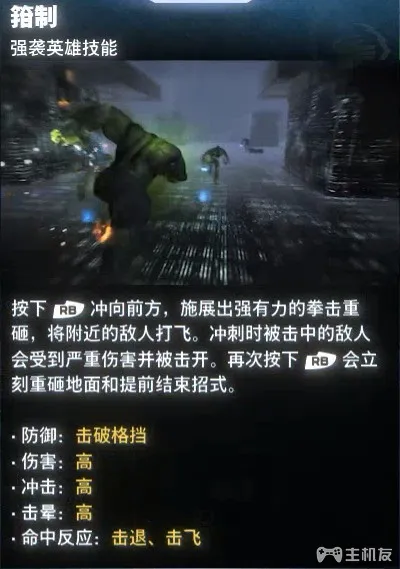 箝制
强袭英雄技能
按下 RB 冲向前方，施展出强有力的拳击重
砸，将附近的敌人打飞。冲刺时被击中的敌人
会受到严重伤害并被击开。再次按下 RB 会立
刻重砸地面和提前结束招式。
· 防御：击破格挡
· 伤害：高
· 冲击：高
· 击晕：高
· 命中反应：击退、击飞
主机友